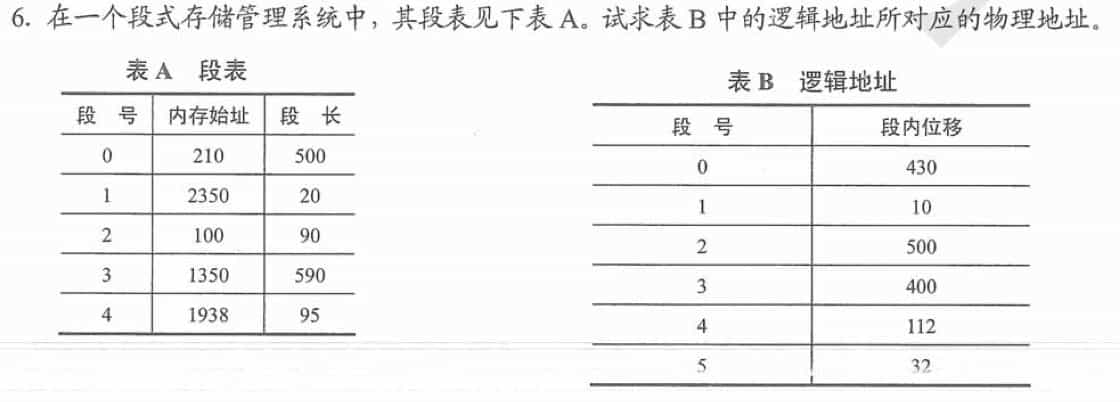 6. 在一个段式存储管理系统中，其段表见下表 A。试求表 B 中的逻辑地址所对应的物理地址。
表 A 段表
段 号 内存始址 段 长
0 210 500
1 2350 20
2 100 90
3 1350 590
4 1938 95
表 B 逻辑地址
段 号 段内位移
0 430
1 10
2 500
3 400
4 112
5 32